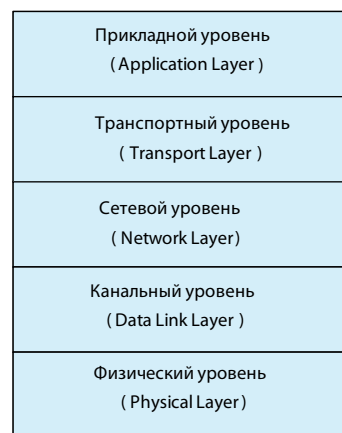 Прикладной уровень
( Application Layer )
Транспортный уровень
( Transport Layer )
Сетевой уровень
( Network Layer)
Канальный уровень
( Data Link Layer )
Физический уровень
( Physical Layer)